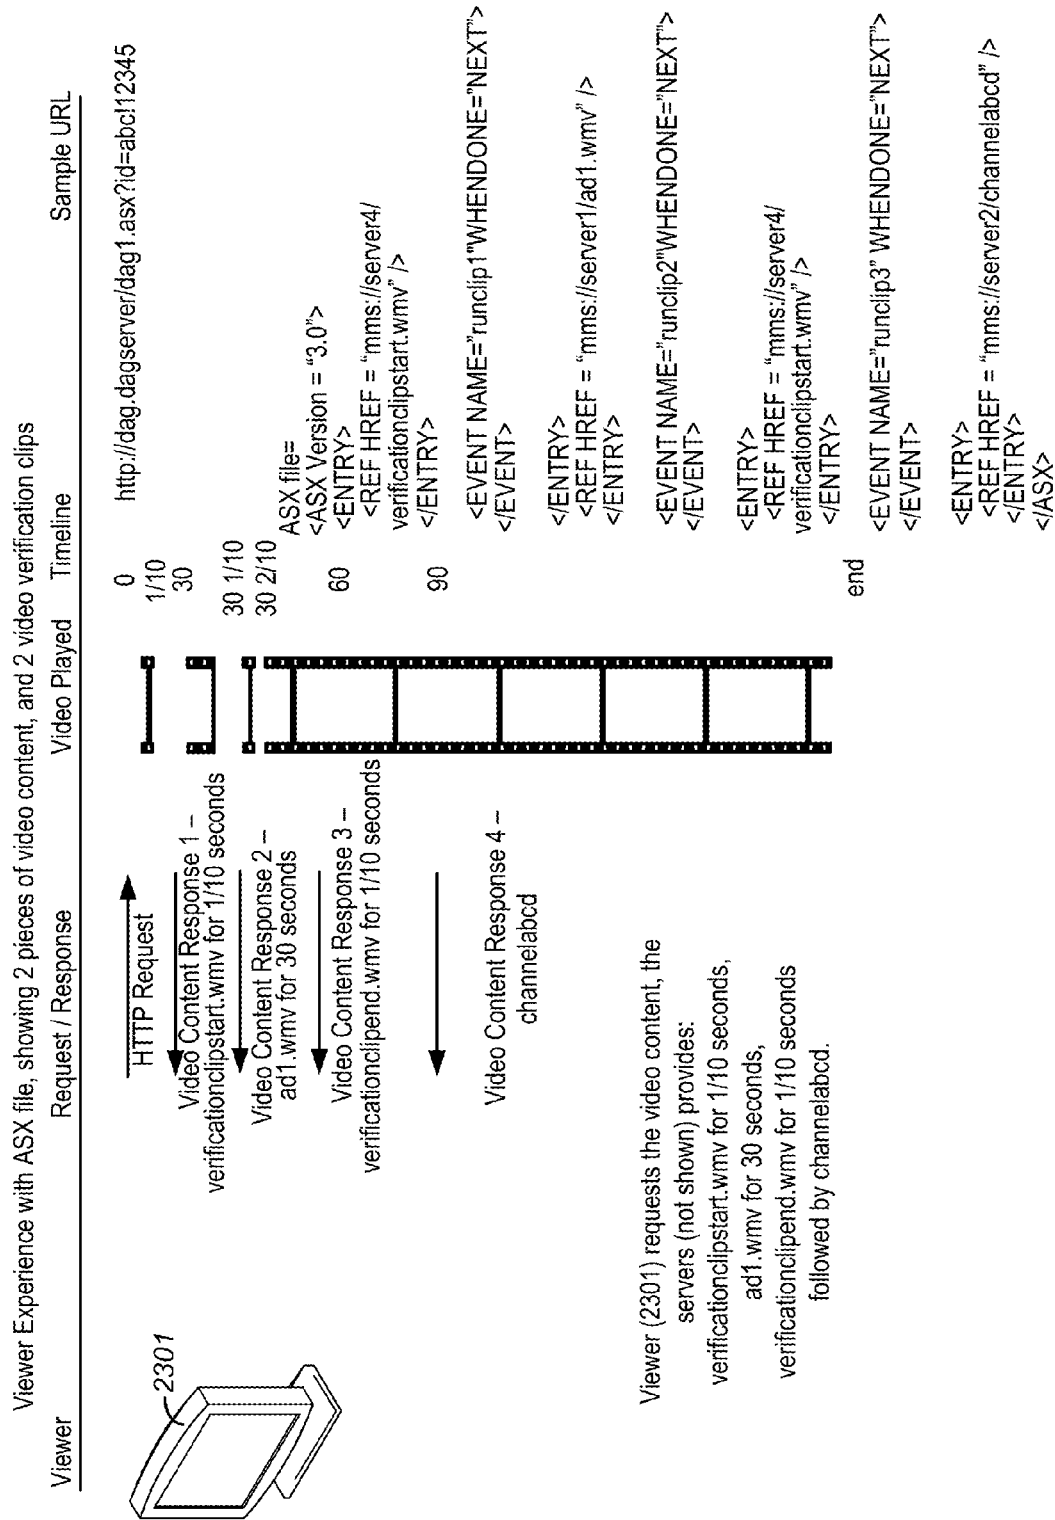 Viewer Experience with ASX file, showing 2 pieces of video content, and 2 video verification clips
Viewer
Request / Response
Video Played
Timeline
Sample URL
2301
HTTP Request
Video Content Response 1 –
verificationclipstart.wmv for 1/10 seconds
Video Content Response 2 –
ad1.wmv for 30 seconds
Video Content Response 3 –
verificationclipend.wmv for 1/10 seconds
Video Content Response 4 –
channelabcd
Viewer (2301) requests the video content, the
servers (not shown) provides:
verificationclipstart.wmv for 1/10 seconds,
ad1.wmv for 30 seconds,
verificationclipend.wmv for 1/10 seconds
followed by channelabcd.
0
1/10
30
30 1/10
30 2/10
60
90
end
http://dag.dagserver/dag1.asx?id=abc!12345
ASX file=
<ASX Version = “3.0”>
<ENTRY>
<REF HREF = “mms://server4/
verificationclipstart.wmv” />
</ENTRY>
<EVENT NAME=”runclip1"WHENDONE=”NEXT”>
</EVENT>
</ENTRY>
<REF HREF = “mms://server1/ad1.wmv” />
</ENTRY>
<EVENT NAME=”runclip2"WHENDONE=”NEXT”>
</EVENT>
<ENTRY>
<REF HREF = “mms://server4/
verificationclipstart.wmv” />
</ENTRY>
<EVENT NAME=”runclip3” WHENDONE=”NEXT”>
</EVENT>
<ENTRY>
<REF HREF = “mms://server2/channelabcd” />
</ENTRY>
</ASX>